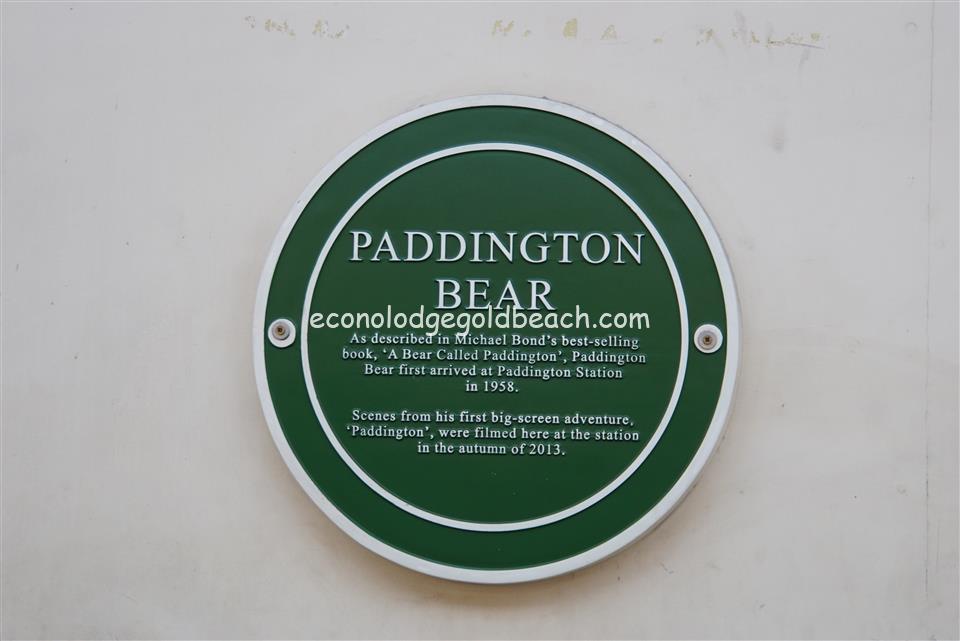 PADDINGTON
BEAR
econolodgegoldbeach.com
As described in Michael Bond's best-selling
book, 'A Bear Called Paddington', Paddington
Bear first arrived at Paddington Station
in 1958.
Scenes from his first big-screen adventure,
'Paddington', were filmed here at the station
in the autumn of 2013.